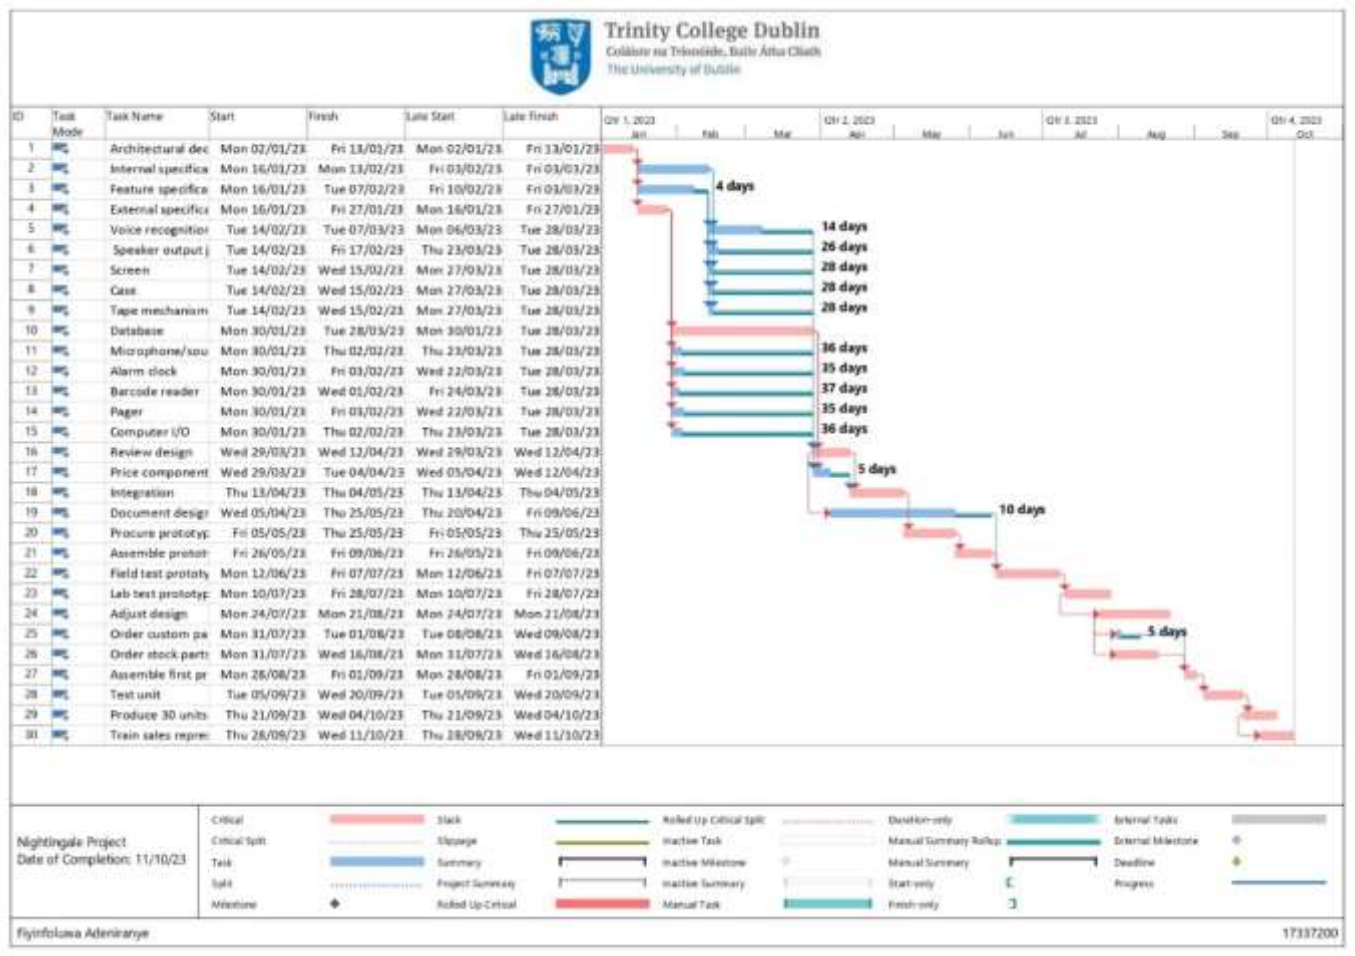 Trinity College Dublin
Coláiste na Tríonóide, Baile Átha Cliath
The University of Dublin
ID Task Mode Task Name Start Finish Late Start Late Finish Qtr 1, 2023 Qtr 2, 2023 Qtr 3, 2023 Qtr 4, 2023
Jan Feb Mar Apr May Jun Jul Aug Sep Oct
1 Architectural dec Mon 02/01/23 Fri 13/01/23 Mon 02/01/23 Fri 13/01/23
2 Internal specifica Mon 16/01/23 Mon 13/02/23 Fri 03/02/23 Fri 03/03/23
3 Feature specifica Mon 16/01/23 Tue 07/02/23 Fri 10/02/23 Fri 03/03/23 4 days
4 External specifica Mon 16/01/23 Fri 27/01/23 Mon 16/01/23 Fri 27/01/23
5 Voice recognition Tue 14/02/23 Tue 07/03/23 Mon 06/03/23 Tue 28/03/23 14 days
6 Speaker output j Tue 14/02/23 Fri 17/02/23 Thu 23/03/23 Tue 28/03/23 26 days
7 Screen Tue 14/02/23 Wed 15/02/23 Mon 27/03/23 Tue 28/03/23 28 days
8 Case Tue 14/02/23 Wed 15/02/23 Mon 27/03/23 Tue 28/03/23 28 days
9 Tape mechanism Tue 14/02/23 Wed 15/02/23 Mon 27/03/23 Tue 28/03/23 28 days
10 Database Mon 30/01/23 Tue 28/03/23 Mon 30/01/23 Tue 28/03/23
11 Microphone/sou Mon 30/01/23 Thu 02/02/23 Thu 23/03/23 Tue 28/03/23 36 days
12 Alarm clock Mon 30/01/23 Fri 03/02/23 Wed 22/03/23 Tue 28/03/23 35 days
13 Barcode reader Mon 30/01/23 Wed 01/02/23 Fri 24/03/23 Tue 28/03/23 37 days
14 Pager Mon 30/01/23 Fri 03/02/23 Wed 22/03/23 Tue 28/03/23 35 days
15 Computer I/O Mon 30/01/23 Thu 02/02/23 Thu 23/03/23 Tue 28/03/23 36 days
16 Review design Wed 29/03/23 Wed 12/04/23 Wed 29/03/23 Wed 12/04/23
17 Price component Wed 29/03/23 Tue 04/04/23 Wed 05/04/23 Wed 12/04/23 5 days
18 Integration Thu 13/04/23 Thu 04/05/23 Thu 13/04/23 Thu 04/05/23
19 Document desigr Wed 05/04/23 Thu 25/05/23 Thu 20/04/23 Fri 09/06/23 10 days
20 Procure prototyp Fri 05/05/23 Thu 25/05/23 Fri 05/05/23 Thu 25/05/23
21 Assemble protot Fri 26/05/23 Fri 09/06/23 Fri 26/05/23 Fri 09/06/23
22 Field test prototy Mon 12/06/23 Fri 07/07/23 Mon 12/06/23 Fri 07/07/23
23 Lab test prototyp Mon 10/07/23 Fri 28/07/23 Mon 10/07/23 Fri 28/07/23
24 Adjust design Mon 24/07/23 Mon 21/08/23 Mon 24/07/23 Mon 21/08/23
25 Order custom pa Mon 31/07/23 Tue 01/08/23 Tue 08/08/23 Wed 09/08/23 5 days
26 Order stock parts Mon 31/07/23 Wed 16/08/23 Mon 31/07/23 Wed 16/08/23
27 Assemble first pr Mon 28/08/23 Fri 01/09/23 Mon 28/08/23 Fri 01/09/23
28 Test unit Tue 05/09/23 Wed 20/09/23 Tue 05/09/23 Wed 20/09/23
29 Produce 30 units Thu 21/09/23 Wed 04/10/23 Thu 21/09/23 Wed 04/10/23
30 Train sales repre: Thu 28/09/23 Wed 11/10/23 Thu 28/09/23 Wed 11/10/23
Nightingale Project
Date of Completion: 11/10/23
Critical Slack Rolled Up Critical Split Duration-only External Tasks
Critical Split Slippage Inactive Task Manual Summary Rollup External Milestone
Task Summary Inactive Milestone Manual Summary Deadline
Split Project Summary Inactive Summary Start-only Progress
Milestone Rolled Up Critical Manual Task Finish-only
Fiyinfoluwa Adeniranye 17337200